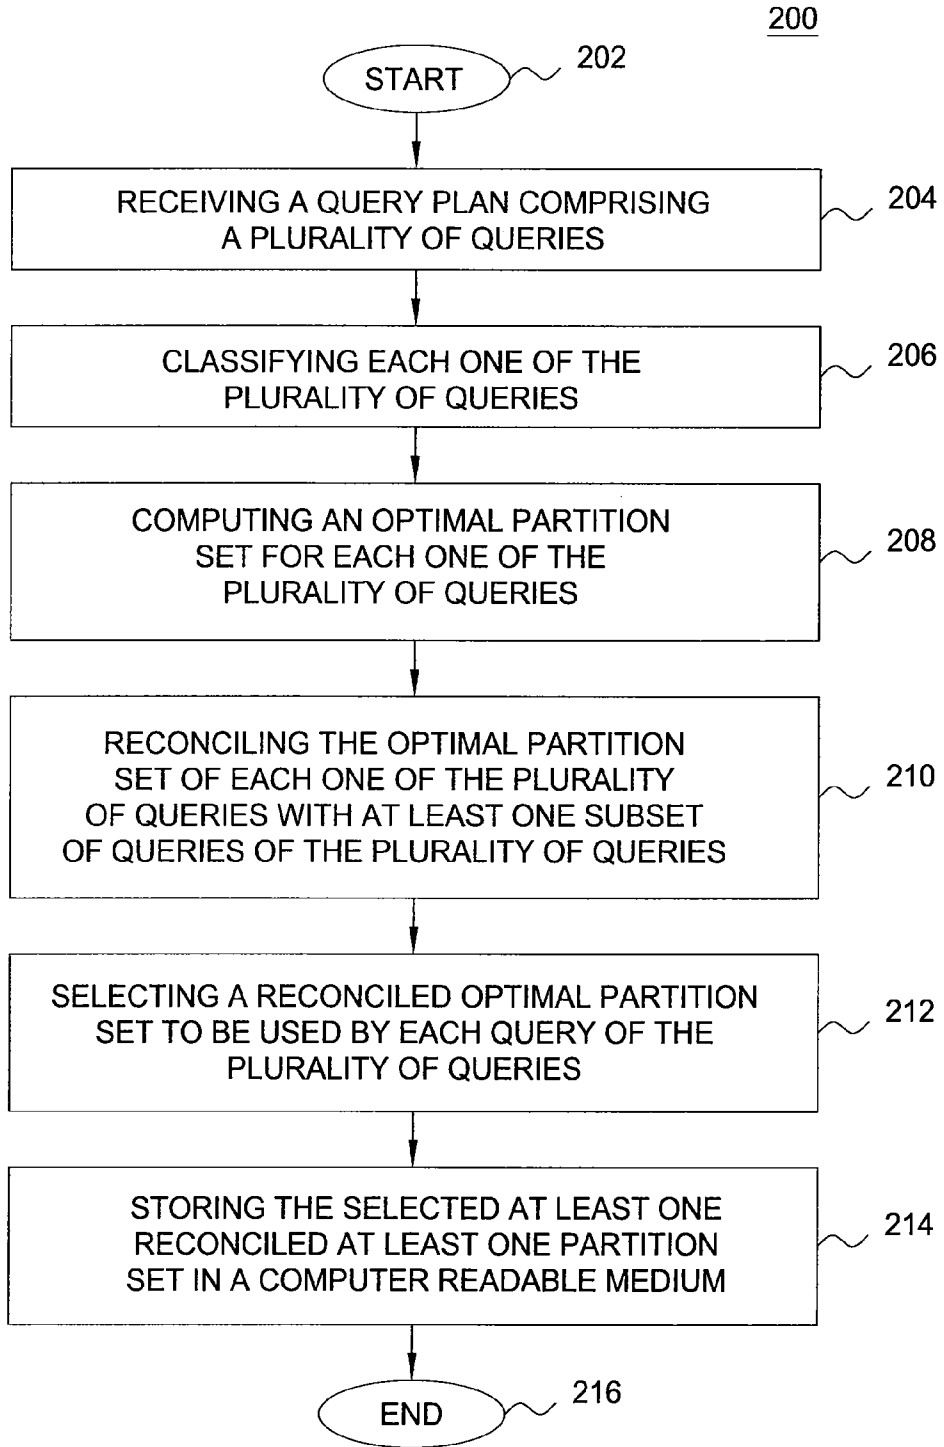 200
START
202
RECEIVING A QUERY PLAN COMPRISING
A PLURALITY OF QUERIES
204
CLASSIFYING EACH ONE OF THE
PLURALITY OF QUERIES
206
COMPUTING AN OPTIMAL PARTITION
SET FOR EACH ONE OF THE
PLURALITY OF QUERIES
208
RECONCILING THE OPTIMAL PARTITION
SET OF EACH ONE OF THE PLURALITY
OF QUERIES WITH AT LEAST ONE SUBSET
OF QUERIES OF THE PLURALITY OF QUERIES
210
SELECTING A RECONCILED OPTIMAL PARTITION
SET TO BE USED BY EACH QUERY OF THE
PLURALITY OF QUERIES
212
STORING THE SELECTED AT LEAST ONE
RECONCILED AT LEAST ONE PARTITION
SET IN A COMPUTER READABLE MEDIUM
214
END
216